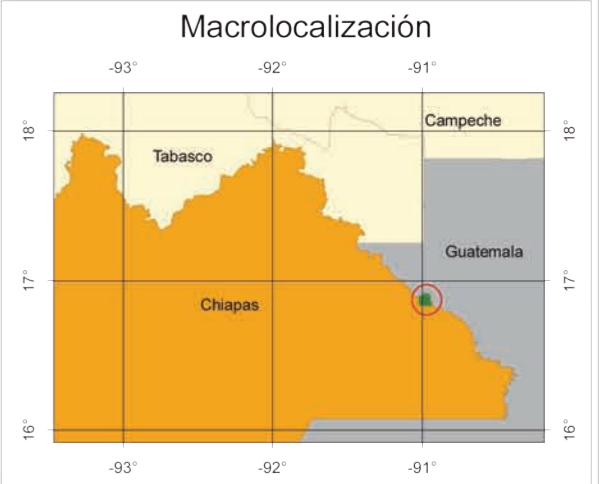 Macrolocalización
-93° -92° -91°
18° 18°
Campeche
Tabasco
Guatemala
17° 17°
Chiapas
16° 16°
-93° -92° -91°